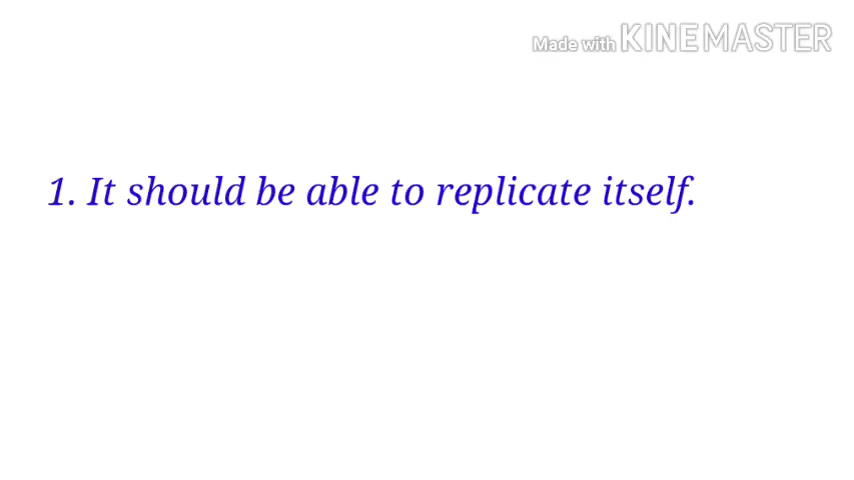 Made with KINEMASTER
1. It should be able to replicate itself.